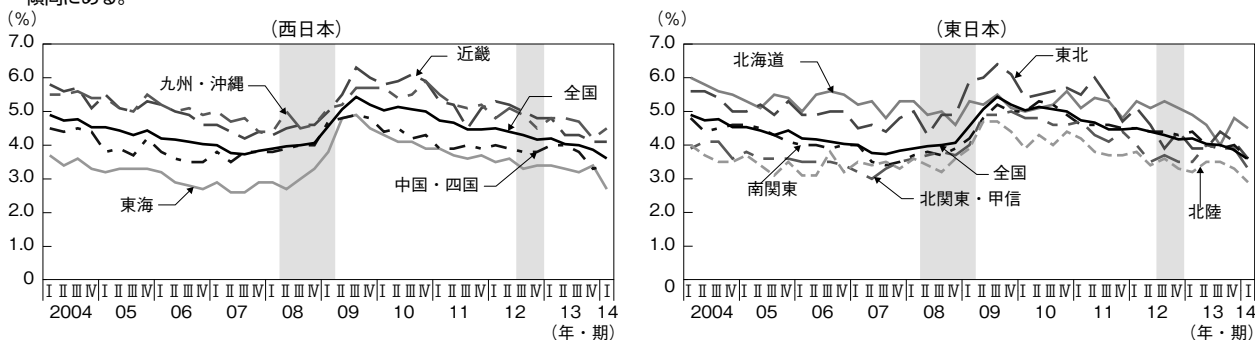 傾向にある。
（％）
（西日本）
7.0
6.0
5.0
4.0
3.0
2.0
1.0
0
近畿
九州・沖縄
全国
中国・四国
東海
Ⅰ Ⅱ Ⅲ Ⅳ Ⅰ Ⅱ Ⅲ Ⅳ Ⅰ Ⅱ Ⅲ Ⅳ Ⅰ Ⅱ Ⅲ Ⅳ Ⅰ Ⅱ Ⅲ Ⅳ Ⅰ Ⅱ Ⅲ Ⅳ Ⅰ Ⅱ Ⅲ Ⅳ Ⅰ Ⅱ Ⅲ Ⅳ Ⅰ Ⅱ Ⅲ Ⅳ Ⅰ Ⅱ Ⅲ Ⅳ Ⅰ
2004 05 06 07 08 09 10 11 12 13 14
（年・期）
（％）
（東日本）
7.0
6.0
5.0
4.0
3.0
2.0
1.0
0
北海道
東北
全国
南関東
北関東・甲信
北陸
Ⅰ Ⅱ Ⅲ Ⅳ Ⅰ Ⅱ Ⅲ Ⅳ Ⅰ Ⅱ Ⅲ Ⅳ Ⅰ Ⅱ Ⅲ Ⅳ Ⅰ Ⅱ Ⅲ Ⅳ Ⅰ Ⅱ Ⅲ Ⅳ Ⅰ Ⅱ Ⅲ Ⅳ Ⅰ Ⅱ Ⅲ Ⅳ Ⅰ Ⅱ Ⅲ Ⅳ Ⅰ Ⅱ Ⅲ Ⅳ Ⅰ
2004 05 06 07 08 09 10 11 12 13 14
（年・期）